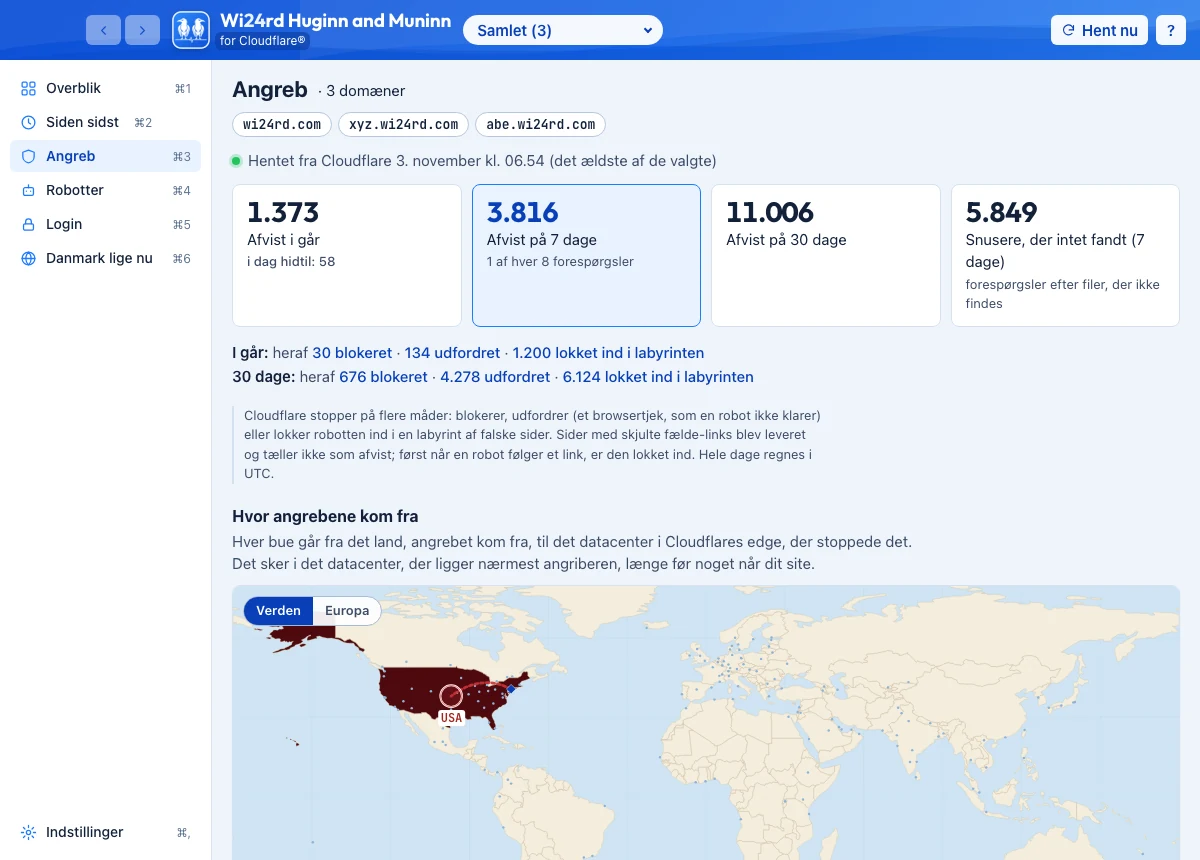 Wi24rd Huginn and Muninn
for Cloudflare®
Samlet (3)
Hent nu
?
Overblik ⌘1
Siden sidst ⌘2
Angreb ⌘3
Robotter ⌘4
Login ⌘5
Danmark lige nu ⌘6
Indstillinger ⌘,
Angreb · 3 domæner
wi24rd.com xyz.wi24rd.com abe.wi24rd.com
Hentet fra Cloudflare 3. november kl. 06.54 (det ældste af de valgte)
1.373
Afvist i går
i dag hidtil: 58
3.816
Afvist på 7 dage
1 af hver 8 forespørgsler
11.006
Afvist på 30 dage
5.849
Snusere, der intet fandt (7
dage)
forespørgsler efter filer, der ikke
findes
I går: heraf 30 blokeret · 134 udfordret · 1.200 lokket ind i labyrinten
30 dage: heraf 676 blokeret · 4.278 udfordret · 6.124 lokket ind i labyrinten
Cloudflare stopper på flere måder: blokerer, udfordrer (et browsertjek, som en robot ikke klarer)
eller lokker robotten ind i en labyrint af falske sider. Sider med skjulte fælde-links blev leveret
og tæller ikke som afvist; først når en robot følger et link, er den lokket ind. Hele dage regnes i
UTC.
Hvor angrebene kom fra
Hver bue går fra det land, angrebet kom fra, til det datacenter i Cloudflares edge, der stoppede det.
Det sker i det datacenter, der ligger nærmest angriberen, længe før noget når dit site.
Verden Europa
USA